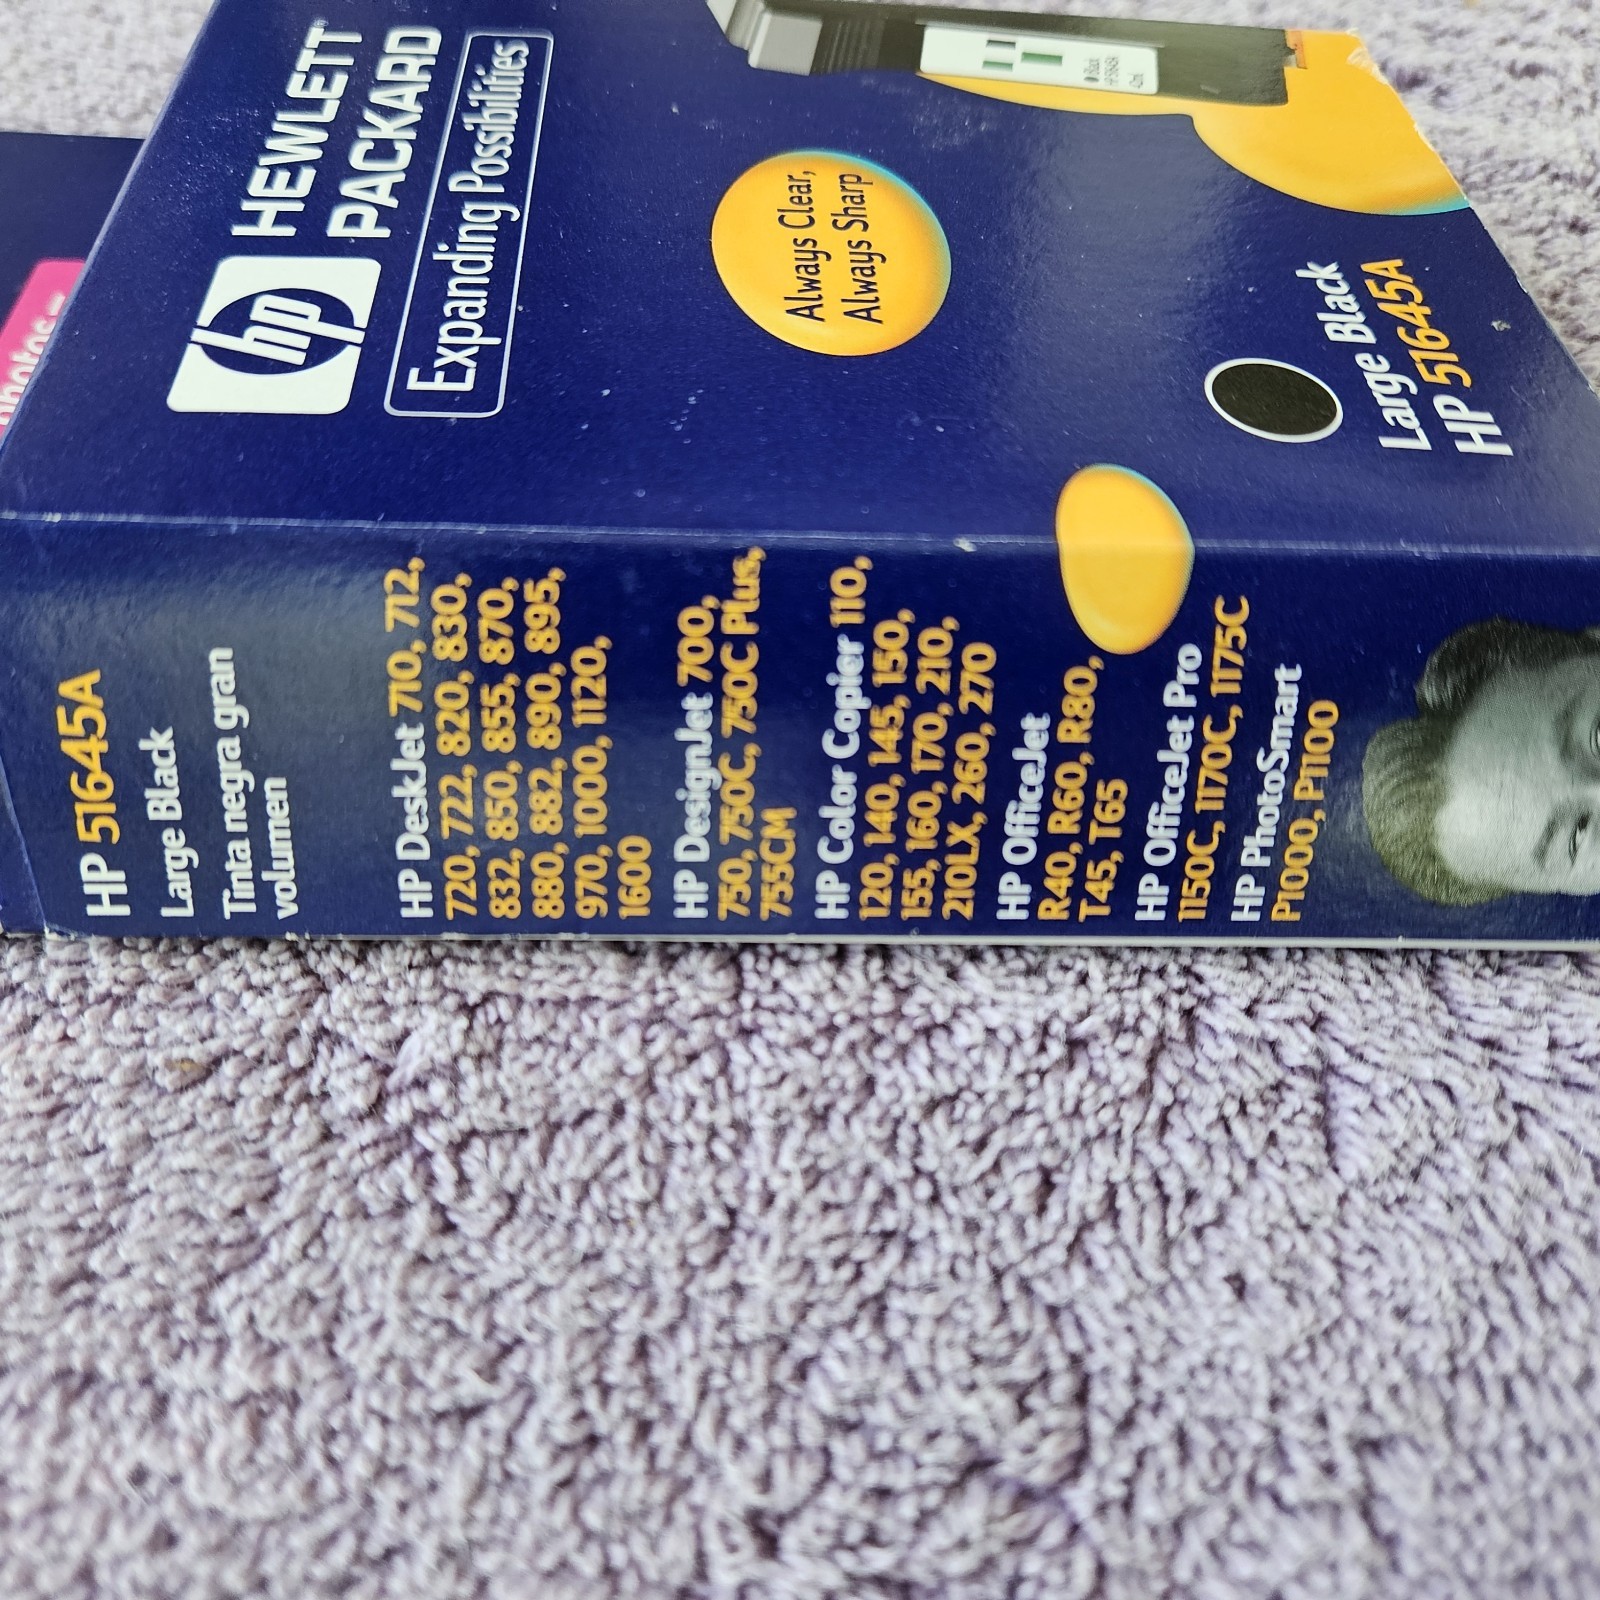 hp
HEWLETT
PACKARD
Expanding Possibilities
Always Clear,
Always Sharp
Large Black
HP 51645A
HP 51645A
Large Black
Tinta negra gran
volumen
HP DeskJet 710, 712,
720, 722, 820, 830,
832, 850, 855, 870,
880, 882, 890, 895,
970, 1000, 1120,
1600
HP DesignJet 700,
750, 750C, 750C Plus,
755CM
HP Color Copier 110,
120, 140, 145, 150,
155, 160, 170, 210,
210LX, 260, 270
HP OfficeJet
R40, R60, R80,
T45, T65
HP OfficeJet Pro
1150C, 1170C, 1175C
HP PhotoSmart
P1000, P1100